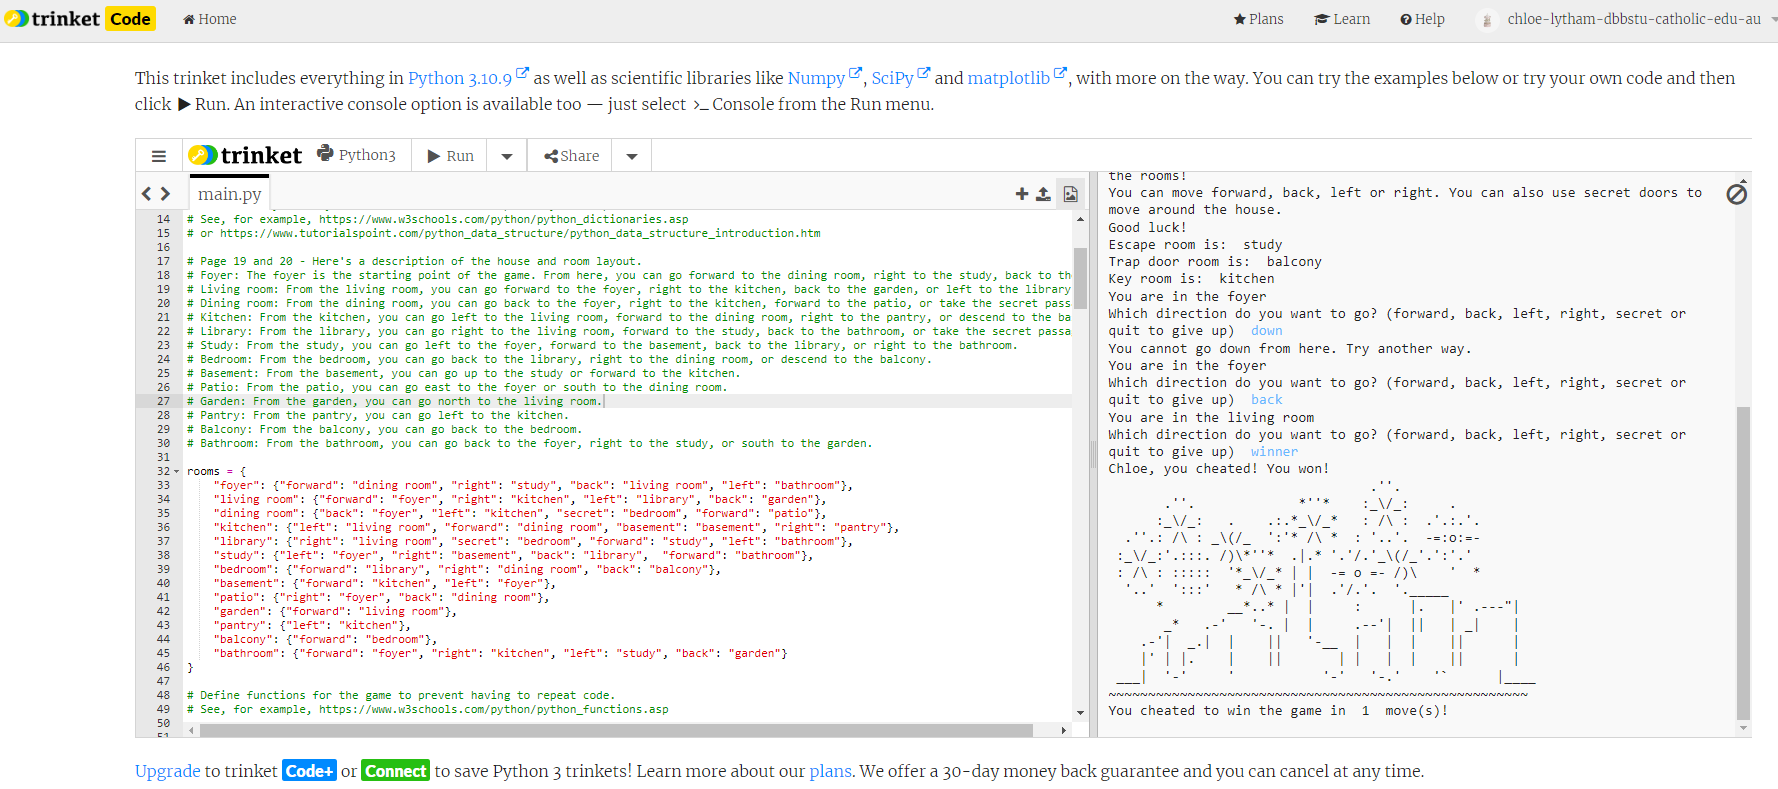 trinket Code Home Plans Learn Help chloe-lytham-dbbstu-catholic-edu-au
This trinket includes everything in Python 3.10.9 as well as scientific libraries like Numpy, SciPy and matplotlib, with more on the way. You can try the examples below or try your own code and then
click ▶ Run. An interactive console option is available too — just select >_ Console from the Run menu.
trinket Python3 Run Share
main.py
14 # See, for example, https://www.w3schools.com/python/python_dictionaries.asp
15 # or https://www.tutorialspoint.com/python_data_structure/python_data_structure_introduction.htm
16
17 # Page 19 and 20 - Here's a description of the house and room layout.
18 # Foyer: The foyer is the starting point of the game. From here, you can go forward to the dining room, right to the study, back to th
19 # Living room: From the living room, you can go forward to the foyer, right to the kitchen, back to the garden, or left to the library
20 # Dining room: From the dining room, you can go back to the foyer, right to the kitchen, forward to the patio, or take the secret pass
21 # Kitchen: From the kitchen, you can go left to the living room, forward to the dining room, right to the pantry, or descend to the ba
22 # Library: From the library, you can go right to the living room, forward to the study, back to the bathroom, or take the secret passa
23 # Study: From the study, you can go left to the foyer, forward to the basement, back to the library, or right to the bathroom.
24 # Bedroom: From the bedroom, you can go back to the library, right to the dining room, or descend to the balcony.
25 # Basement: From the basement, you can go up to the study or forward to the kitchen.
26 # Patio: From the patio, you can go east to the foyer or south to the dining room.
27 # Garden: From the garden, you can go north to the living room.
28 # Pantry: From the pantry, you can go left to the kitchen.
29 # Balcony: From the balcony, you can go back to the bedroom.
30 # Bathroom: From the bathroom, you can go back to the foyer, right to the study, or south to the garden.
31
32 rooms = {
33 "foyer": {"forward": "dining room", "right": "study", "back": "living room", "left": "bathroom"},
34 "living room": {"forward": "foyer", "right": "kitchen", "left": "library", "back": "garden"},
35 "dining room": {"back": "foyer", "left": "kitchen", "secret": "bedroom", "forward": "patio"},
36 "kitchen": {"left": "living room", "forward": "dining room", "basement": "basement", "right": "pantry"},
37 "library": {"right": "living room", "secret": "bedroom", "forward": "study", "left": "bathroom"},
38 "study": {"left": "foyer", "right": "basement", "back": "library", "forward": "bathroom"},
39 "bedroom": {"forward": "library", "right": "dining room", "back": "balcony"},
40 "basement": {"forward": "kitchen", "left": "foyer"},
41 "patio": {"right": "foyer", "back": "dining room"},
42 "garden": {"forward": "living room"},
43 "pantry": {"left": "kitchen"},
44 "balcony": {"forward": "bedroom"},
45 "bathroom": {"forward": "foyer", "right": "kitchen", "left": "study", "back": "garden"}
46 }
47
48 # Define functions for the game to prevent having to repeat code.
49 # See, for example, https://www.w3schools.com/python/python_functions.asp
50
51
the rooms!
You can move forward, back, left or right. You can also use secret doors to
move around the house.
Good luck!
Escape room is: study
Trap door room is: balcony
Key room is: kitchen
You are in the foyer
Which direction do you want to go? (forward, back, left, right, secret or
quit to give up) down
You cannot go down from here. Try another way.
You are in the foyer
Which direction do you want to go? (forward, back, left, right, secret or
quit to give up) back
You are in the living room
Which direction do you want to go? (forward, back, left, right, secret or
quit to give up) winner
Chloe, you cheated! You won!
You cheated to win the game in 1 move(s)!
Upgrade to trinket Code+ or Connect to save Python 3 trinkets! Learn more about our plans. We offer a 30-day money back guarantee and you can cancel at any time.